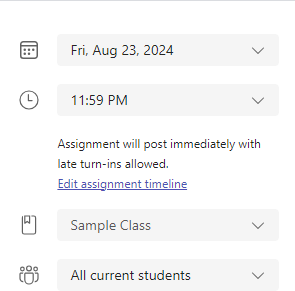 Fri, Aug 23, 2024
11:59 PM
Assignment will post immediately with
late turn-ins allowed.
Edit assignment timeline
Sample Class
All current students